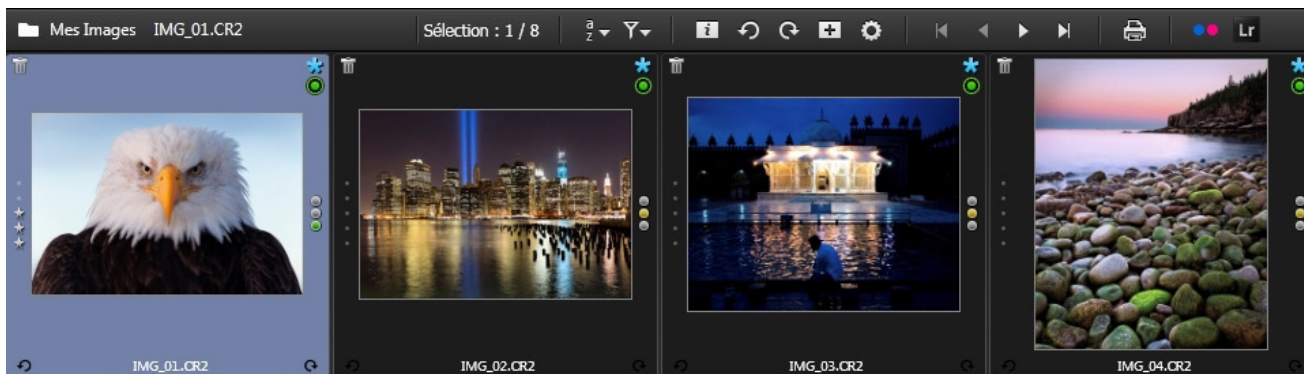 Mes Images IMG_01.CR2 Sélection : 1 / 8 a z i Lr
IMG_01.CR2 IMG_02.CR2 IMG_03.CR2 IMG_04.CR2